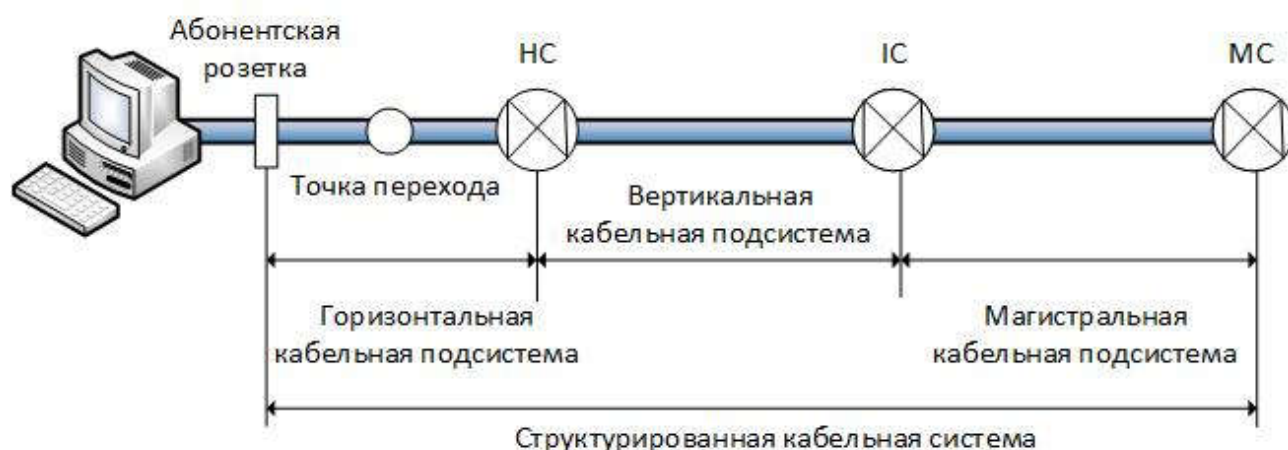 Абонентская
розетка
HC
IC
MC
Точка перехода
Вертикальная
кабельная подсистема
Горизонтальная
кабельная подсистема
Магистральная
кабельная подсистема
Структурированная кабельная система